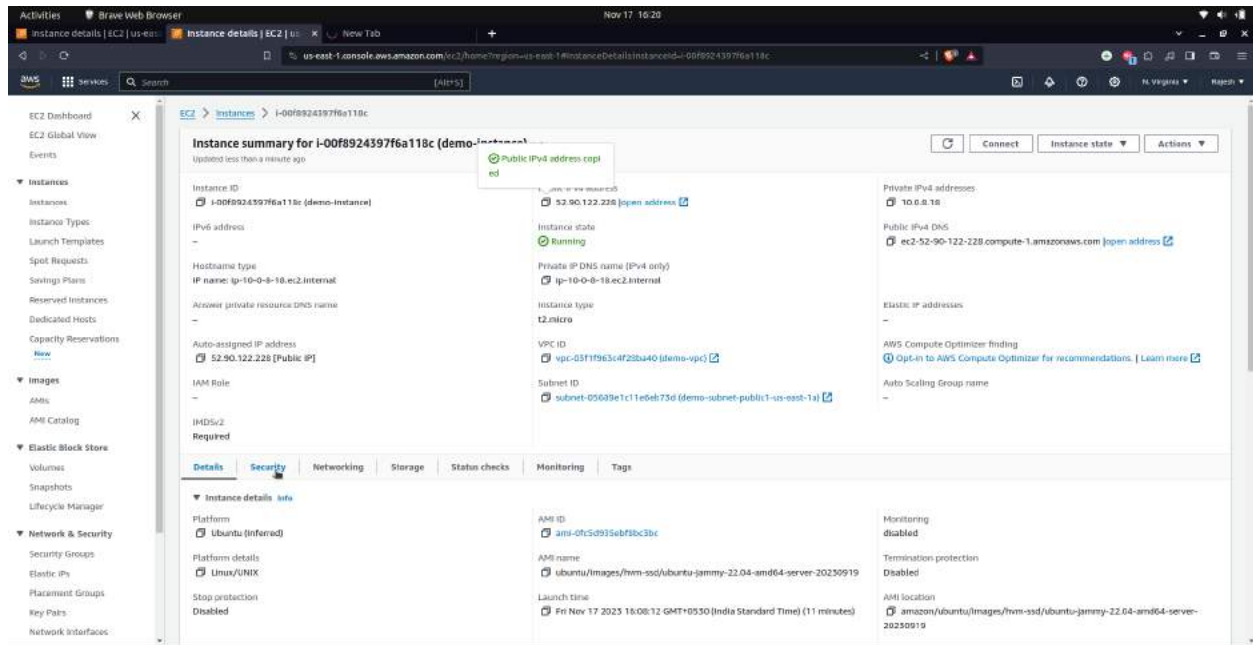 Activities Brave Web Browser Nov 17 16:20
Instance details | EC2 | us-eas Instance details | EC2 | us New Tab
us-east-1.console.aws.amazon.com/ec2/home?region=us-east-1#InstanceDetails:instanceId=i-00f8924397f6a118c
aws Services Search [Alt+S] N. Virginia Rajesh
EC2 Dashboard
EC2 Global View
Events
Instances
Instances
Instance Types
Launch Templates
Spot Requests
Savings Plans
Reserved Instances
Dedicated Hosts
Capacity Reservations
New
Images
AMIs
AMI Catalog
Elastic Block Store
Volumes
Snapshots
Lifecycle Manager
Network & Security
Security Groups
Elastic IPs
Placement Groups
Key Pairs
Network Interfaces
EC2 > Instances > i-00f8924397f6a118c
Instance summary for i-00f8924397f6a118c (demo-instance)
Updated less than a minute ago
Connect Instance state Actions
Public IPv4 address copi
ed
Instance ID
i-00f8924397f6a118c (demo-instance)
Public IPv4 address
52.90.122.228 |open address
Private IPv4 addresses
10.0.8.18
IPv6 address
–
Instance state
Running
Public IPv4 DNS
ec2-52-90-122-228.compute-1.amazonaws.com |open address
Hostname type
IP name: ip-10-0-8-18.ec2.internal
Private IP DNS name (IPv4 only)
ip-10-0-8-18.ec2.internal
Answer private resource DNS name
–
Instance type
t2.micro
Elastic IP addresses
–
Auto-assigned IP address
52.90.122.228 [Public IP]
VPC ID
vpc-03f1f963c4f28ba40 (demo-vpc)
AWS Compute Optimizer finding
Opt-in to AWS Compute Optimizer for recommendations. | Learn more
IAM Role
–
Subnet ID
subnet-05689e1c11e6eb73d (demo-subnet-public1-us-east-1a)
Auto Scaling Group name
–
IMDSv2
Required
Details Security Networking Storage Status checks Monitoring Tags
Instance details Info
Platform
Ubuntu (Inferred)
AMI ID
ami-0fc5d935ebf8bc3bc
Monitoring
disabled
Platform details
Linux/UNIX
AMI name
ubuntu/images/hvm-ssd/ubuntu-jammy-22.04-amd64-server-20230919
Termination protection
Disabled
Stop protection
Disabled
Launch time
Fri Nov 17 2023 16:08:12 GMT+0530 (India Standard Time) (11 minutes)
AMI location
amazon/ubuntu/images/hvm-ssd/ubuntu-jammy-22.04-amd64-server-
20230919